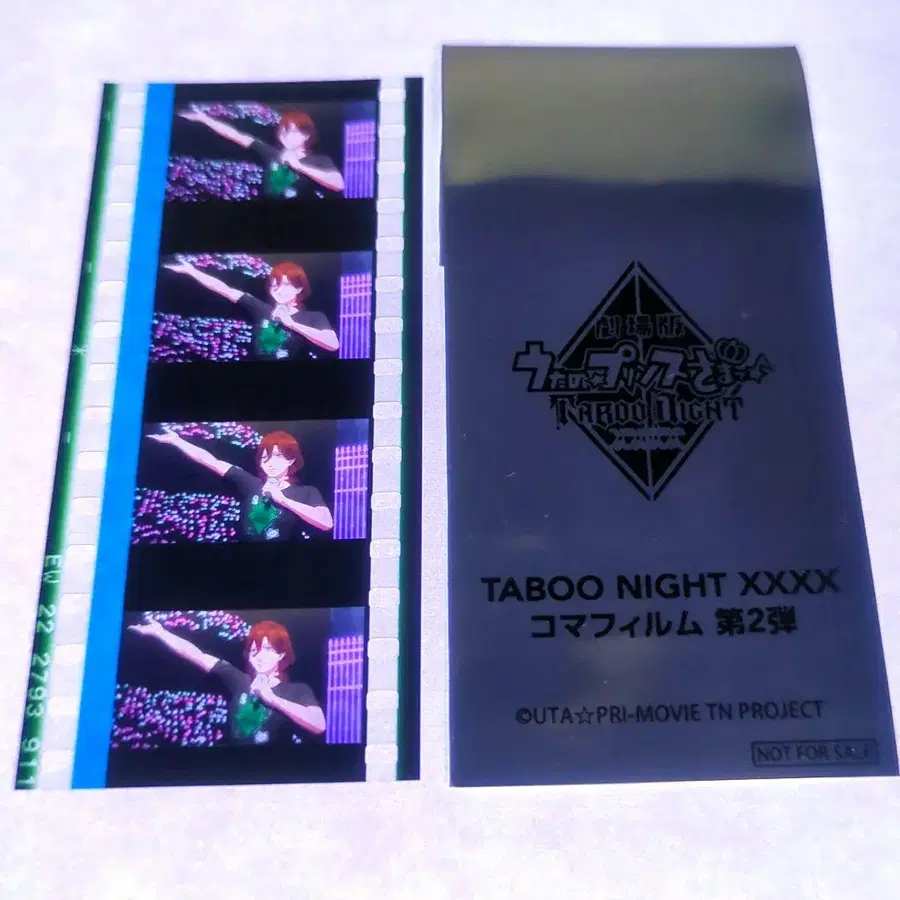 EW 22 2793 911
劇場版
うたの☆プリンスさまっ♪
TABOO NIGHT
XXXX
TABOO NIGHT XXXX
コマフィルム 第2弾
©UTA☆PRI-MOVIE TN PROJECT
NOT FOR SALE